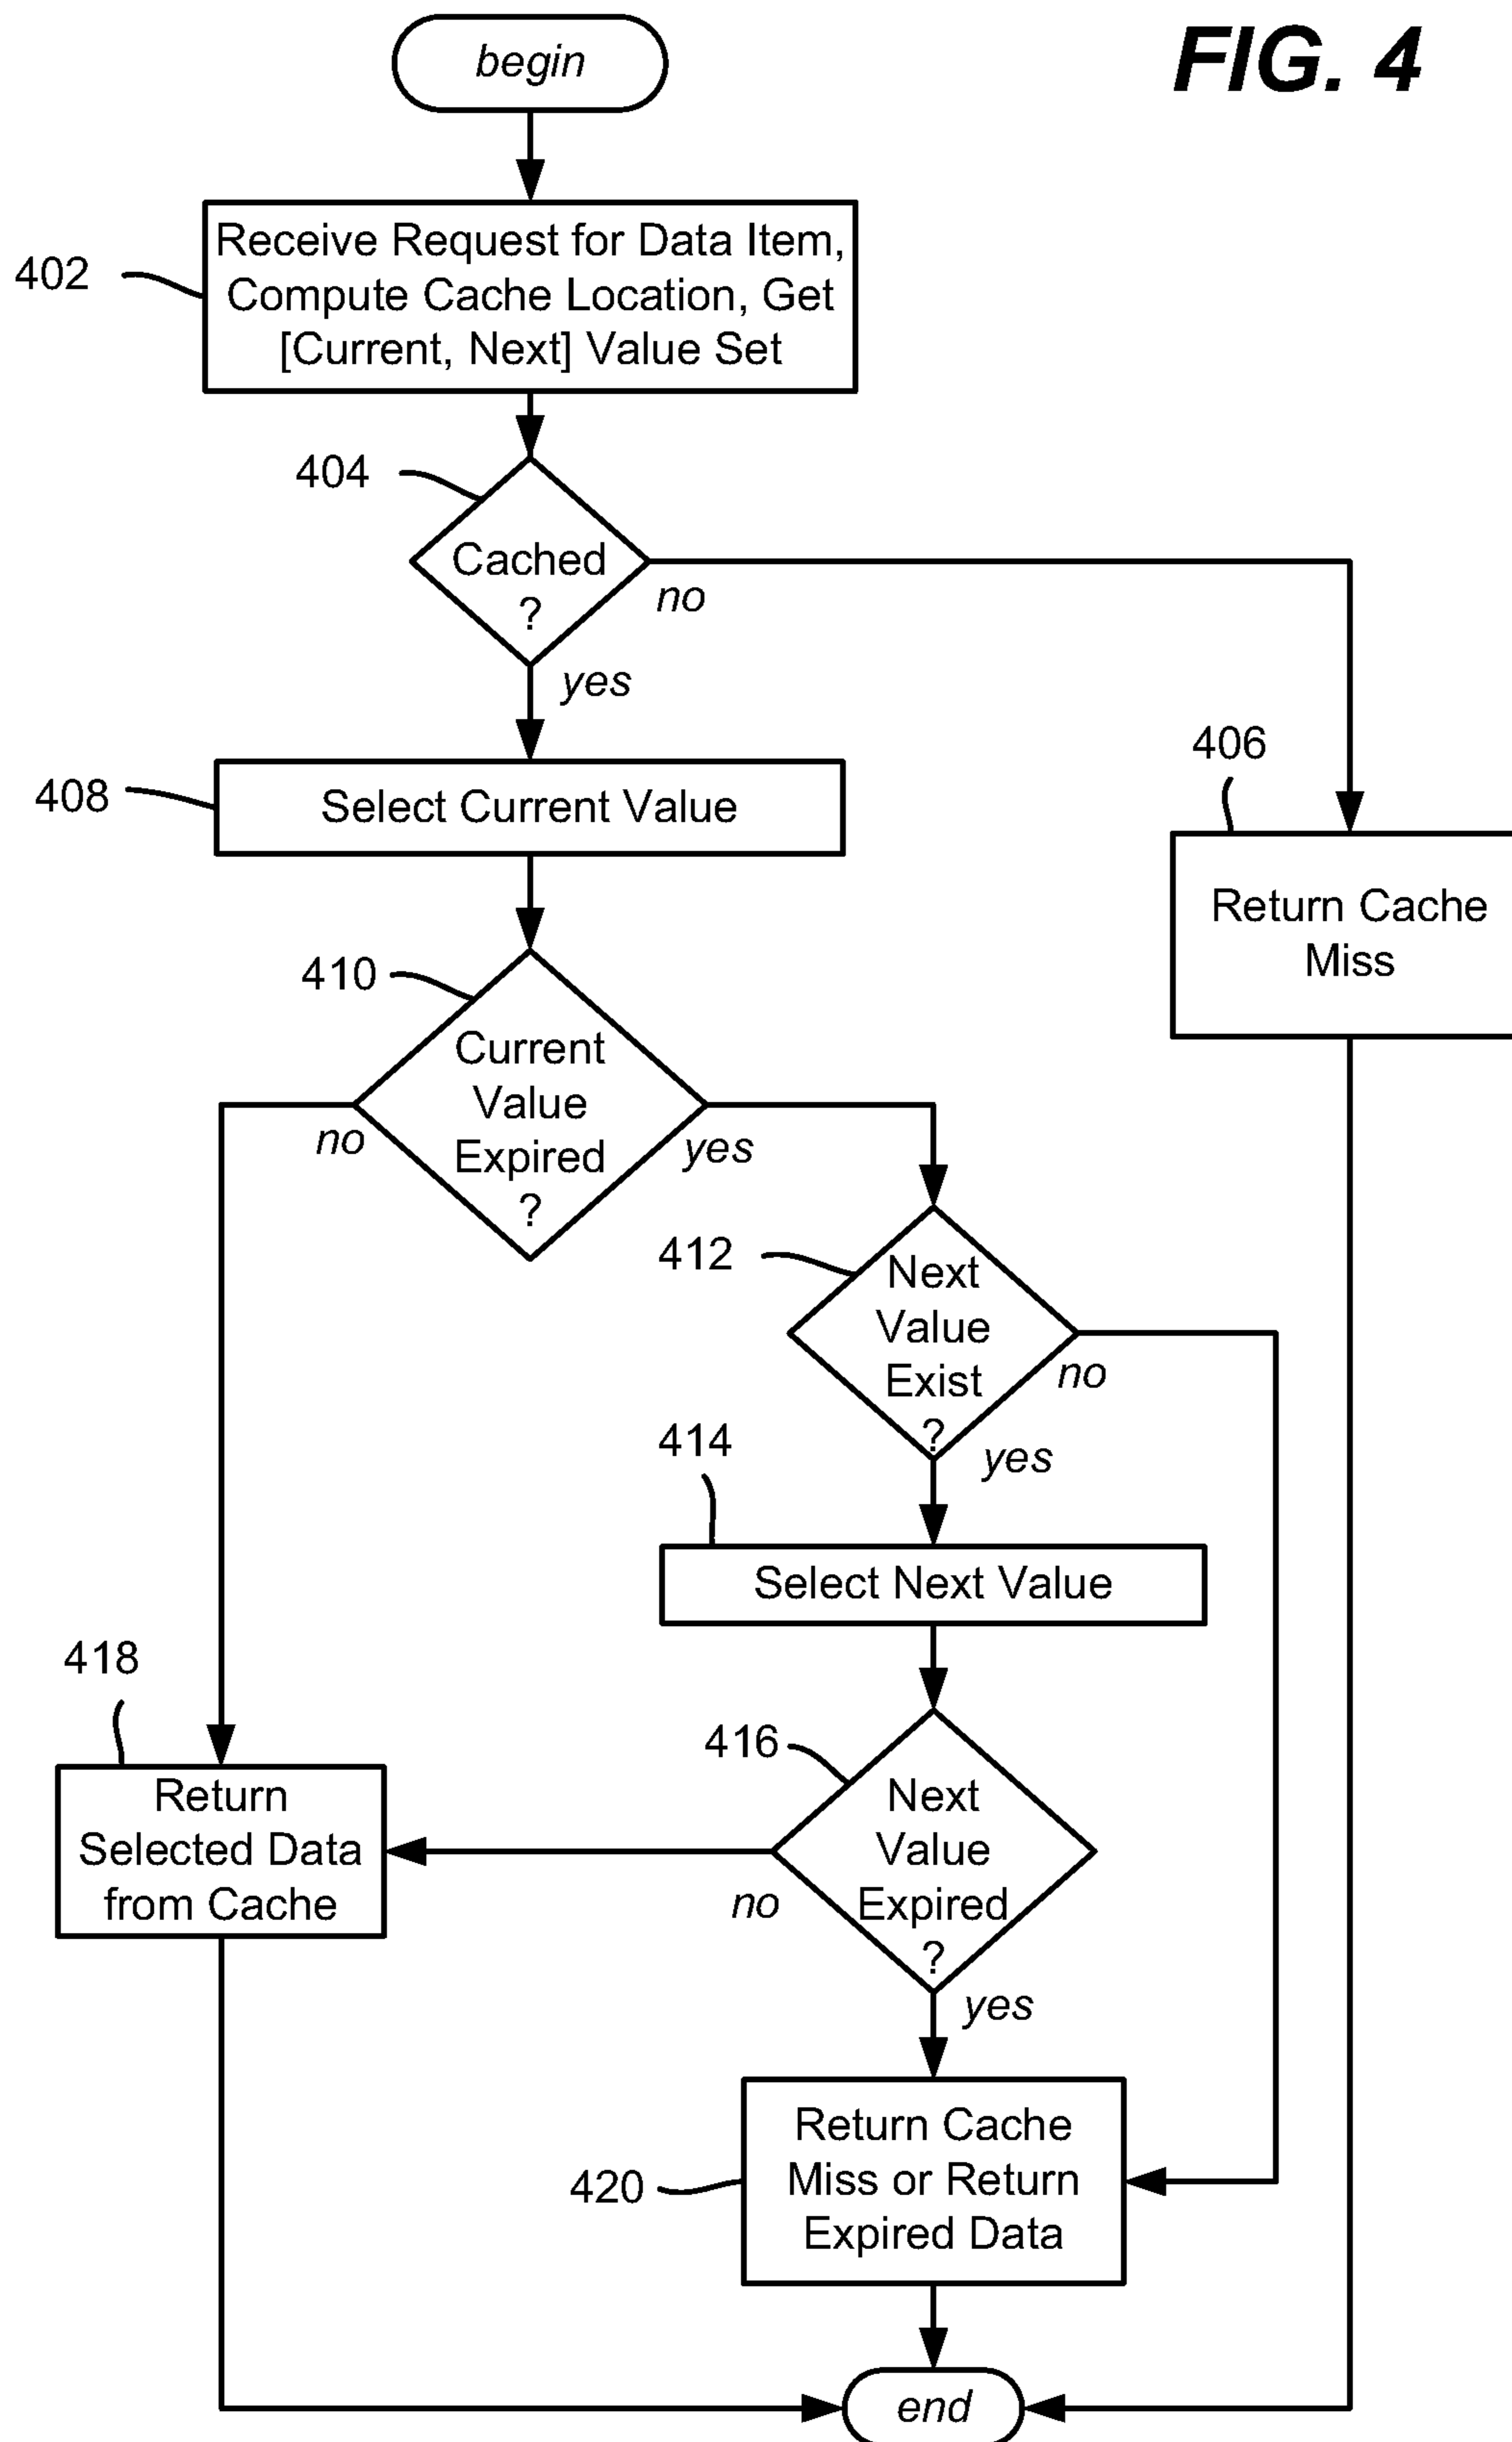 FIG. 4
begin
402
Receive Request for Data Item,
Compute Cache Location, Get
[Current, Next] Value Set
404
Cached
?
no
yes
406
408
Select Current Value
Return Cache
Miss
410
Current
Value
Expired
?
no
yes
412
Next
Value
Exist
?
no
yes
414
Select Next Value
418
Return
Selected Data
from Cache
416
Next
Value
Expired
?
no
yes
420
Return Cache
Miss or Return
Expired Data
end